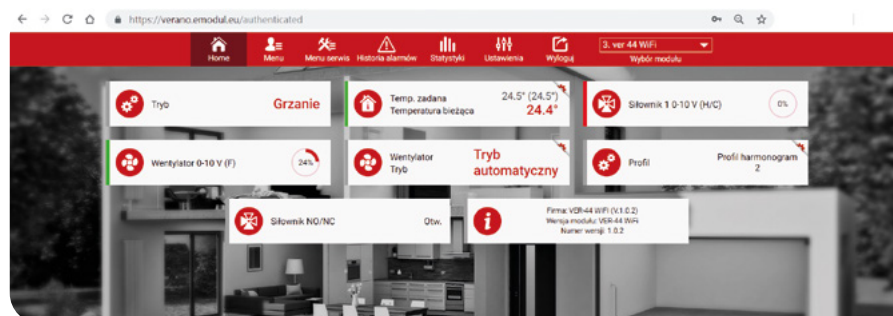 https://verano.emodul.eu/authenticated
Home
Menu
Menu serwis
Historia alarmów
Statystyki
Ustawienia
Wyloguj
3. ver 44 WiFi
Wybór modułu
Tryb
Grzanie
Temp. zadana
24.5° (24.5°)
Temperatura bieżąca
24.4°
Siłownik 1 0-10 V (H/C)
0%
Wentylator 0-10 V (F)
24%
Wentylator
Tryb
Tryb
automatyczny
Profil
Profil harmonogram
2
Siłownik NO/NC
Otw.
Firma: VER-44 WIFI (V.1.0.2)
Wersja modułu: VER-44 WiFi
Numer wersji: 1.0.2